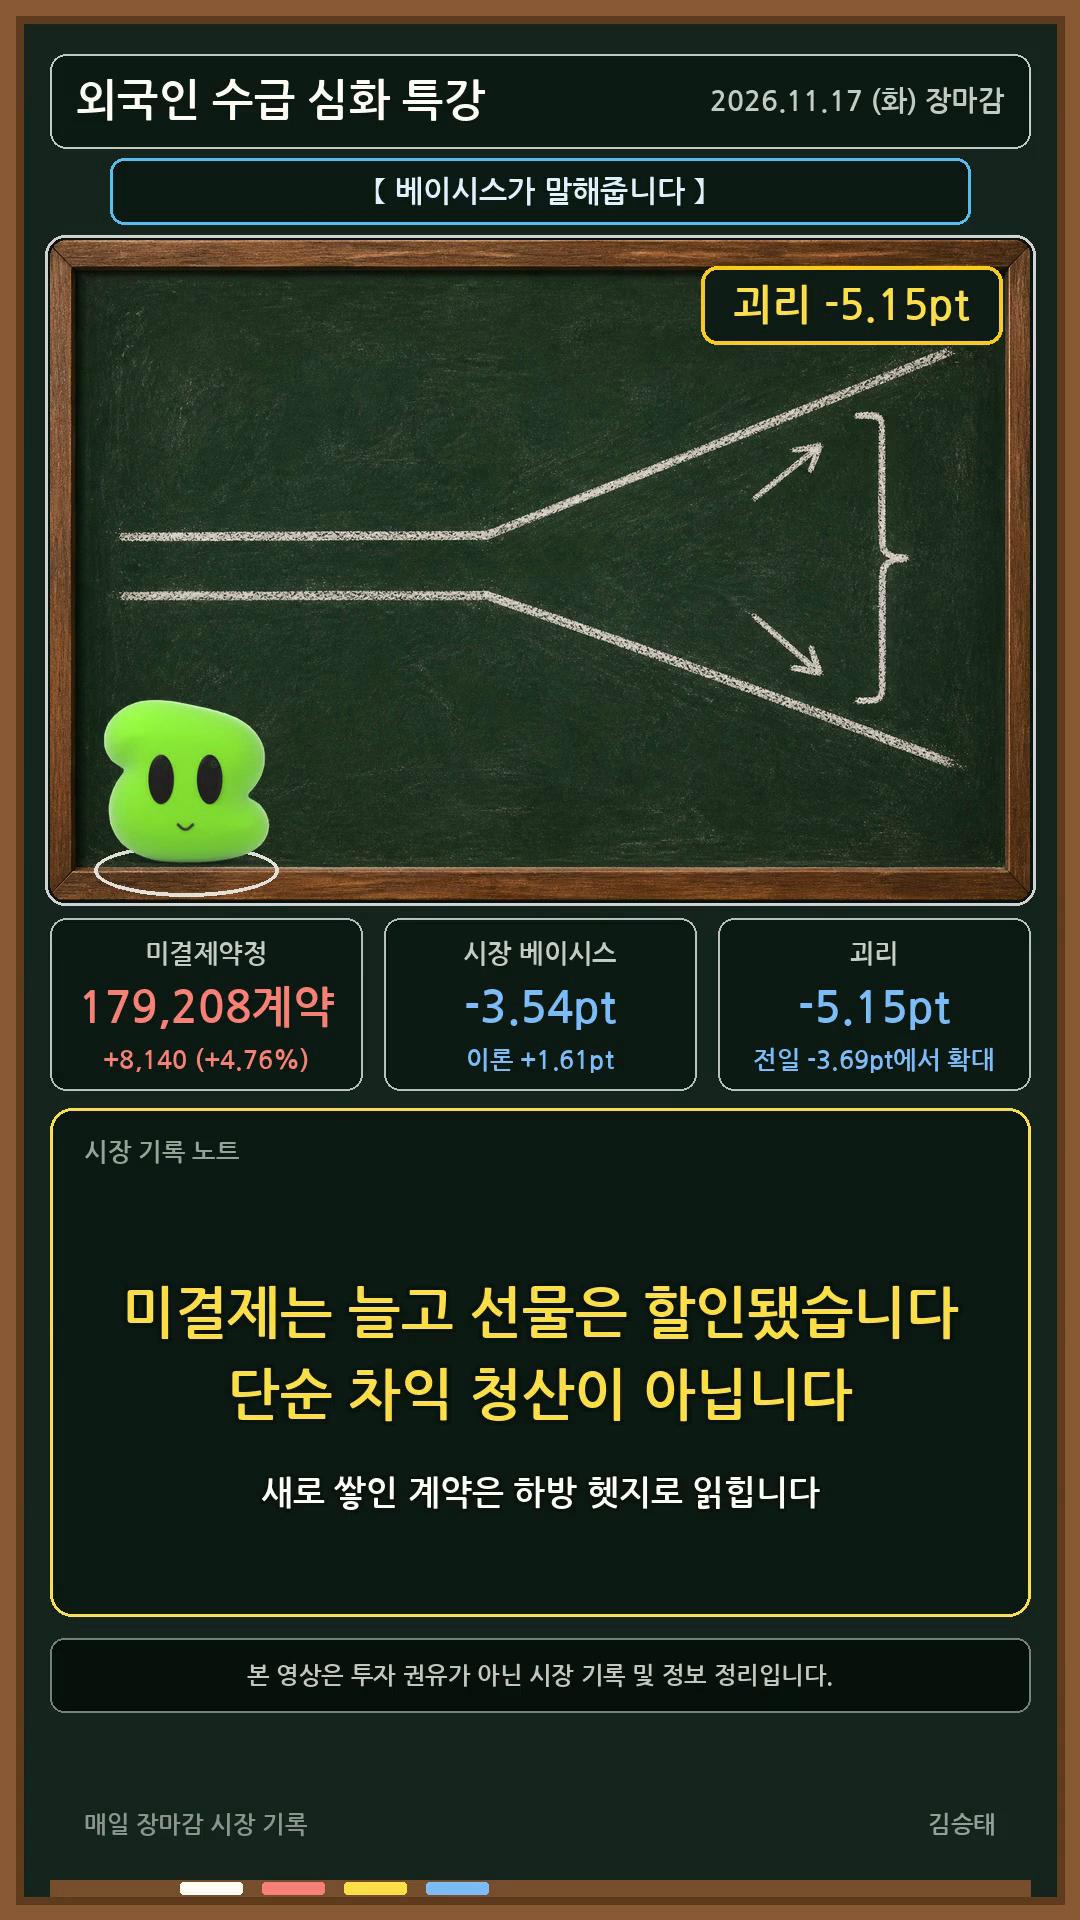 외국인 수급 심화 특강
2026.11.17 (화) 장마감
【 베이시스가 말해줍니다 】
괴리 -5.15pt
미결제약정
179,208계약
+8,140 (+4.76%)
시장 베이시스
-3.54pt
이론 +1.61pt
괴리
-5.15pt
전일 -3.69pt에서 확대
시장 기록 노트
미결제는 늘고 선물은 할인됐습니다
단순 차익 청산이 아닙니다
새로 쌓인 계약은 하방 헷지로 읽힙니다
본 영상은 투자 권유가 아닌 시장 기록 및 정보 정리입니다.
매일 장마감 시장 기록
김승태